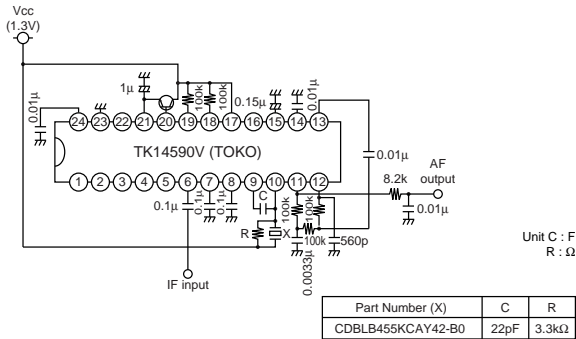 Vcc
(1.3V)
1µ
100k
100k
0.15µ
0.01µ
0.01µ
24 23 22 21 20 19 18 17 16 15 14 13
TK14590V (TOKO)
0.01µ
1 2 3 4 5 6 7 8 9 10 11 12
AF
output
8.2k
0.1µ
0.1µ
0.1µ
C
100k
100k
0.01µ
R
X
100k
560p
0.0033µ
IF input
Unit C : F
R : Ω
Part Number (X) C R
CDBLB455KCAY42-B0 22pF 3.3kΩ